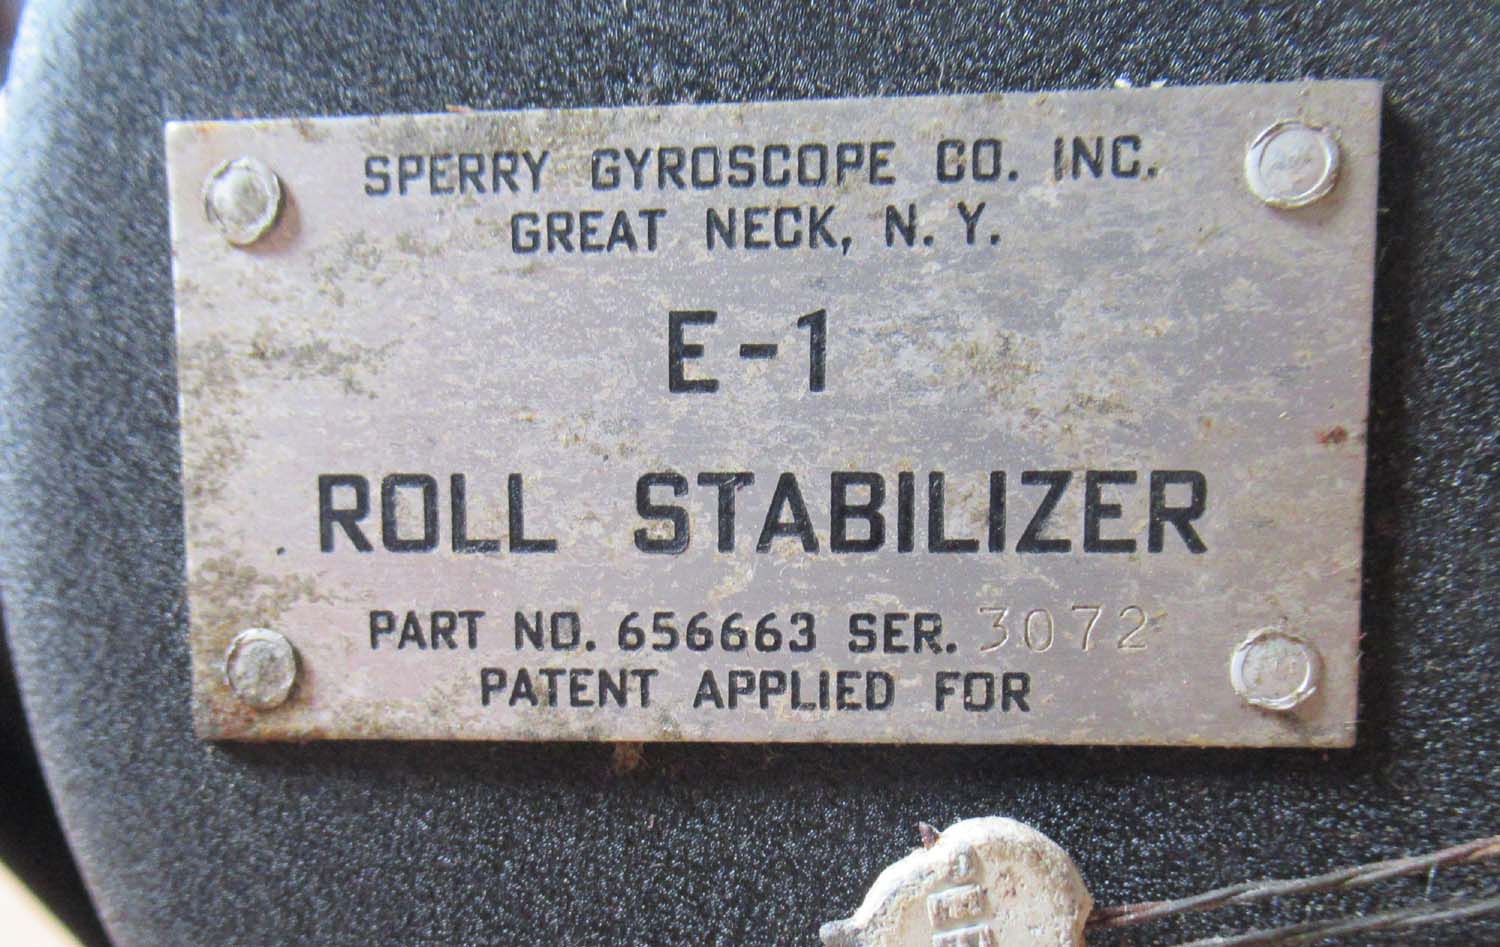 SPERRY GYROSCOPE CO. INC.
GREAT NECK, N. Y.
E-1
ROLL STABILIZER
PART NO. 656663 SER. 3072
PATENT APPLIED FOR